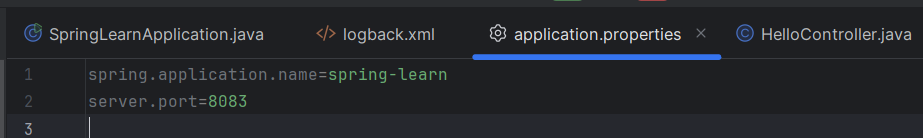 SpringLearnApplication.java </> logback.xml application.properties × HelloController.java
1 spring.application.name=spring-learn
2 server.port=8083
3